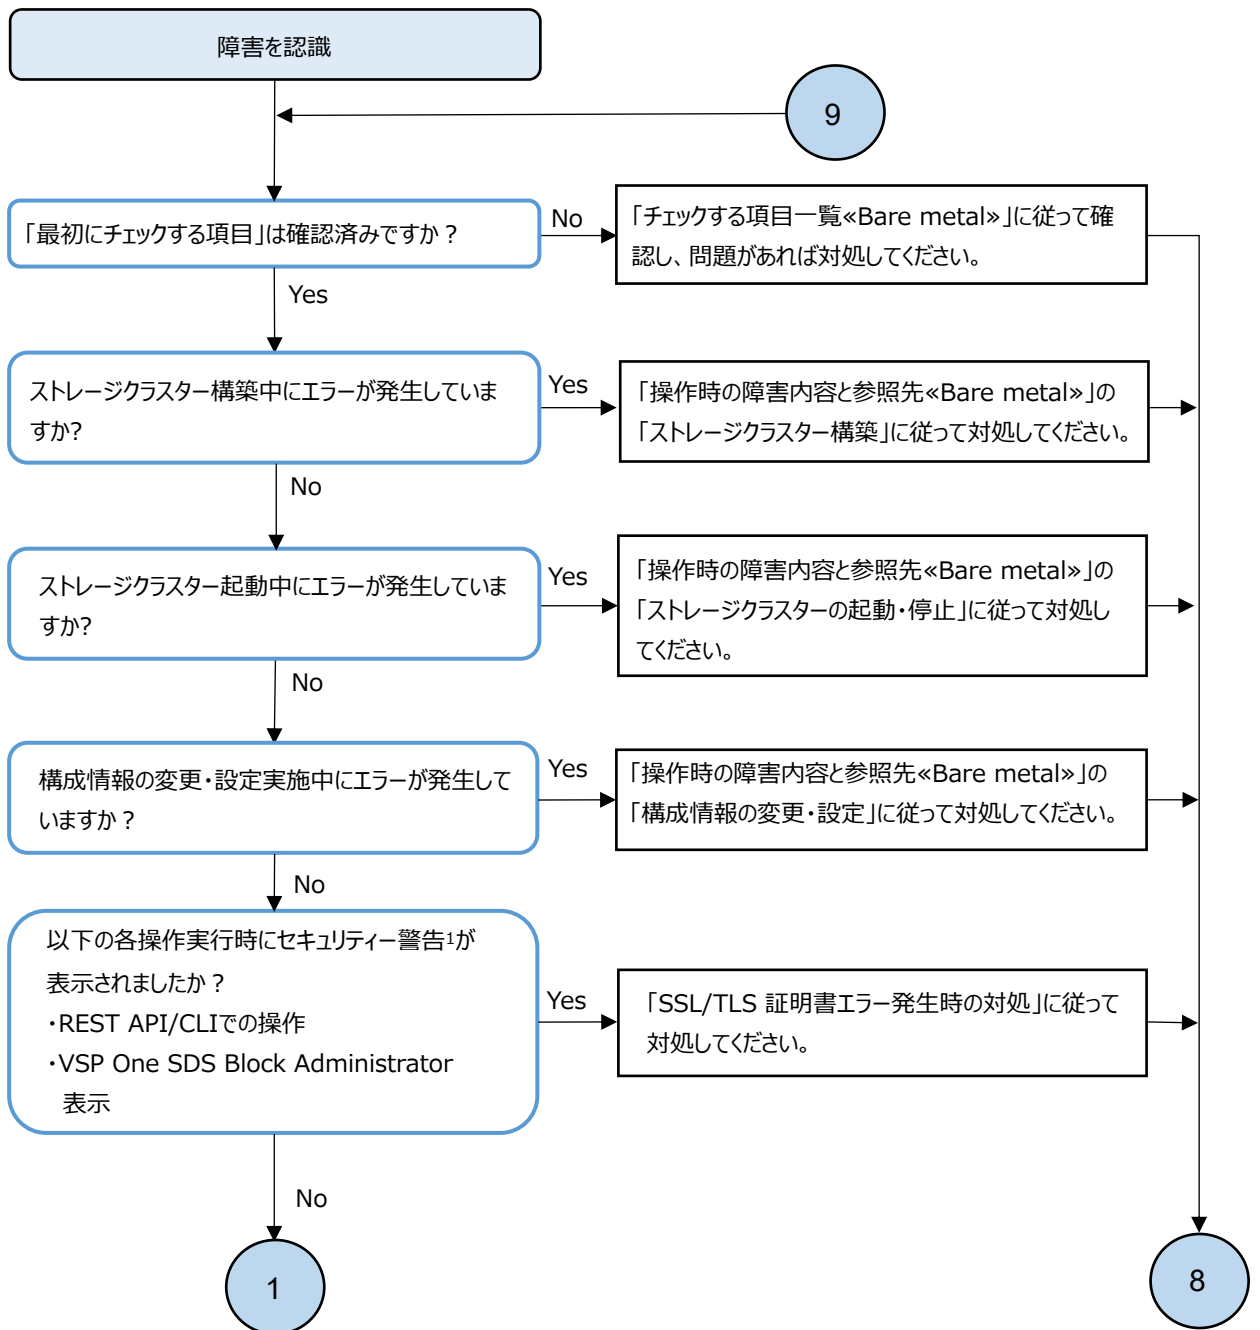 障害を認識
9
「最初にチェックする項目」は確認済みですか？
No
「チェックする項目一覧«Bare metal»」に従って確
認し、問題があれば対処してください。
Yes
ストレージクラスター構築中にエラーが発生していま
すか?
Yes
「操作時の障害内容と参照先«Bare metal»」の
「ストレージクラスター構築」に従って対処してください。
No
ストレージクラスター起動中にエラーが発生していま
すか?
Yes
「操作時の障害内容と参照先«Bare metal»」の
「ストレージクラスターの起動・停止」に従って対処し
てください。
No
構成情報の変更・設定実施中にエラーが発生して
いますか？
Yes
「操作時の障害内容と参照先«Bare metal»」の
「構成情報の変更・設定」に従って対処してください。
No
以下の各操作実行時にセキュリティー警告1が
表示されましたか？
・REST API/CLIでの操作
・VSP One SDS Block Administrator
表示
Yes
「SSL/TLS 証明書エラー発生時の対処」に従って
対処してください。
No
1
8